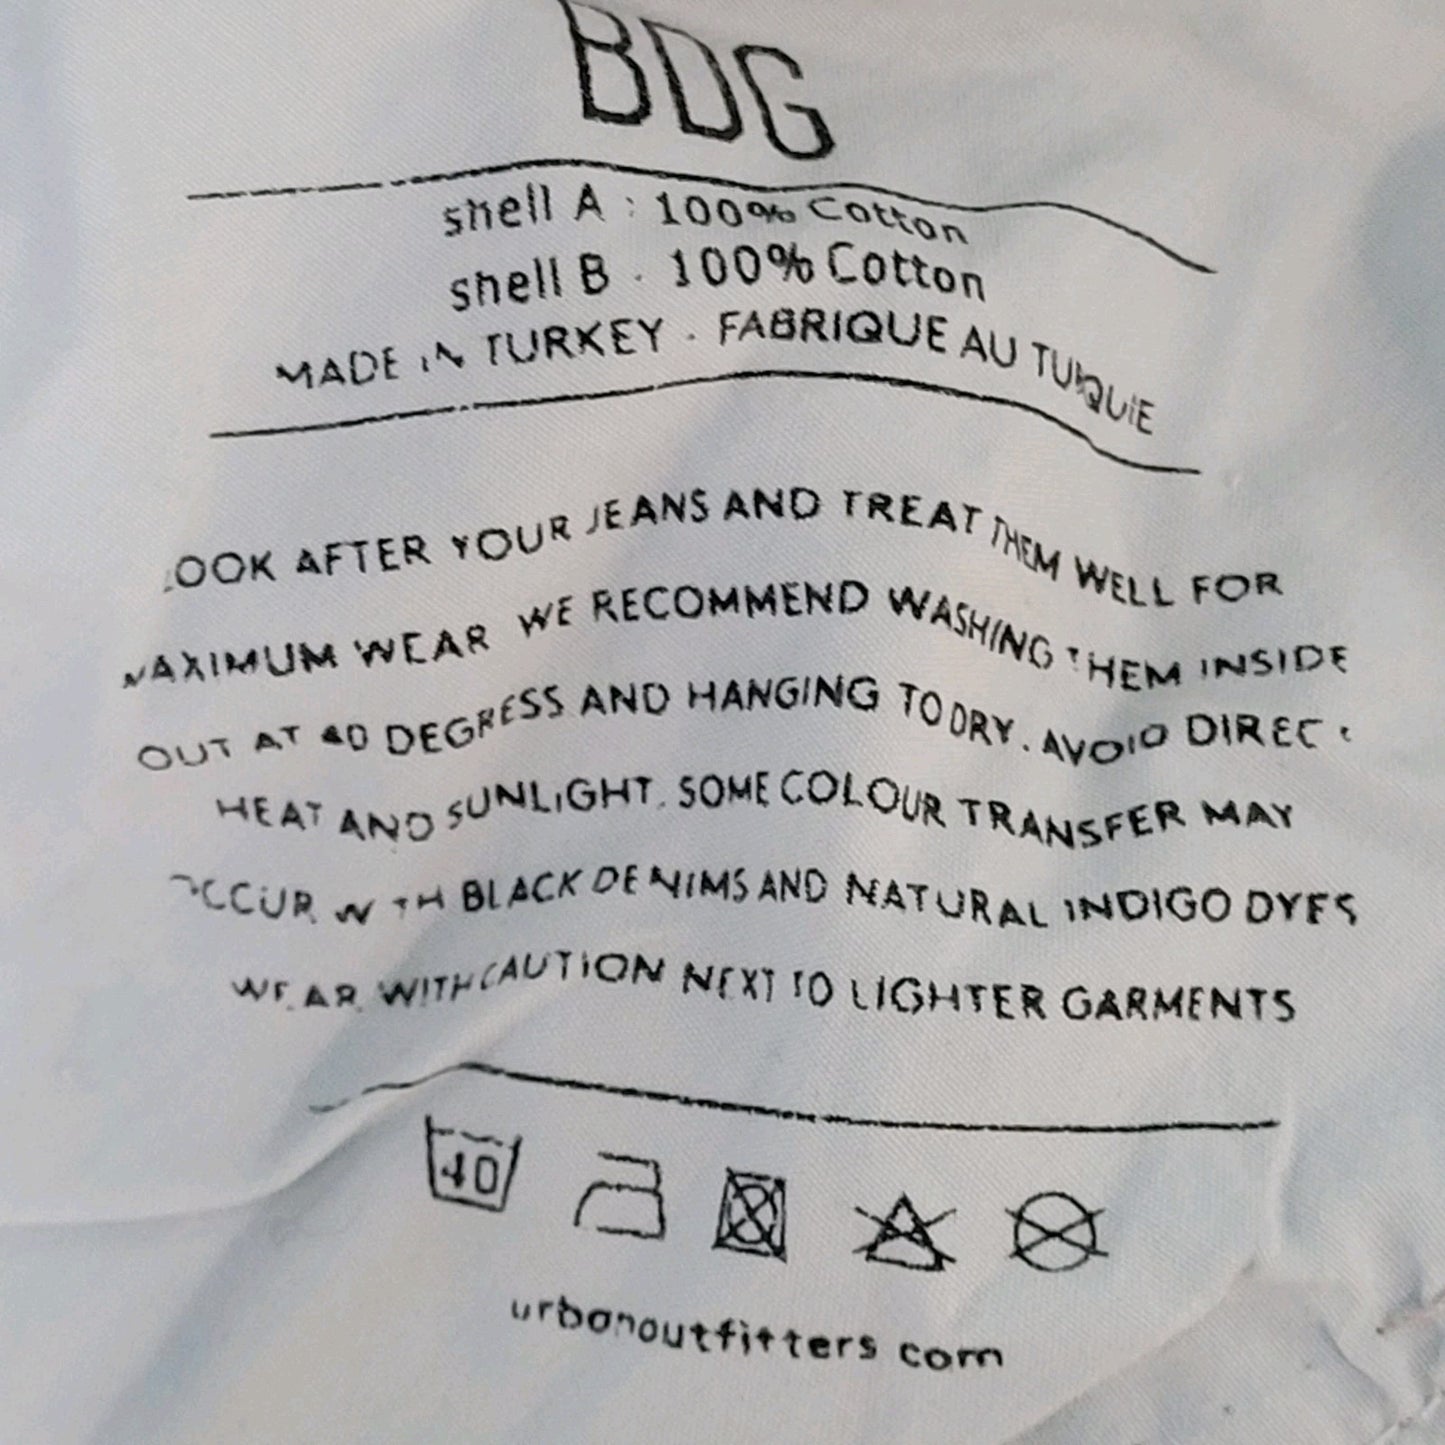 BDG
shell A : 100% Cotton
shell B . 100% Cotton
MADE IN TURKEY . FABRIQUE AU TURQUIE
LOOK AFTER YOUR JEANS AND TREAT THEM WELL FOR
MAXIMUM WEAR WE RECOMMEND WASHING THEM INSIDE
OUT AT 40 DEGRESS AND HANGING TO DRY. AVOID DIRECT
HEAT AND SUNLIGHT. SOME COLOUR TRANSFER MAY
OCCUR WITH BLACK DENIMS AND NATURAL INDIGO DYES
WEAR WITH CAUTION NEXT TO LIGHTER GARMENTS
40
urbanoutfitters com